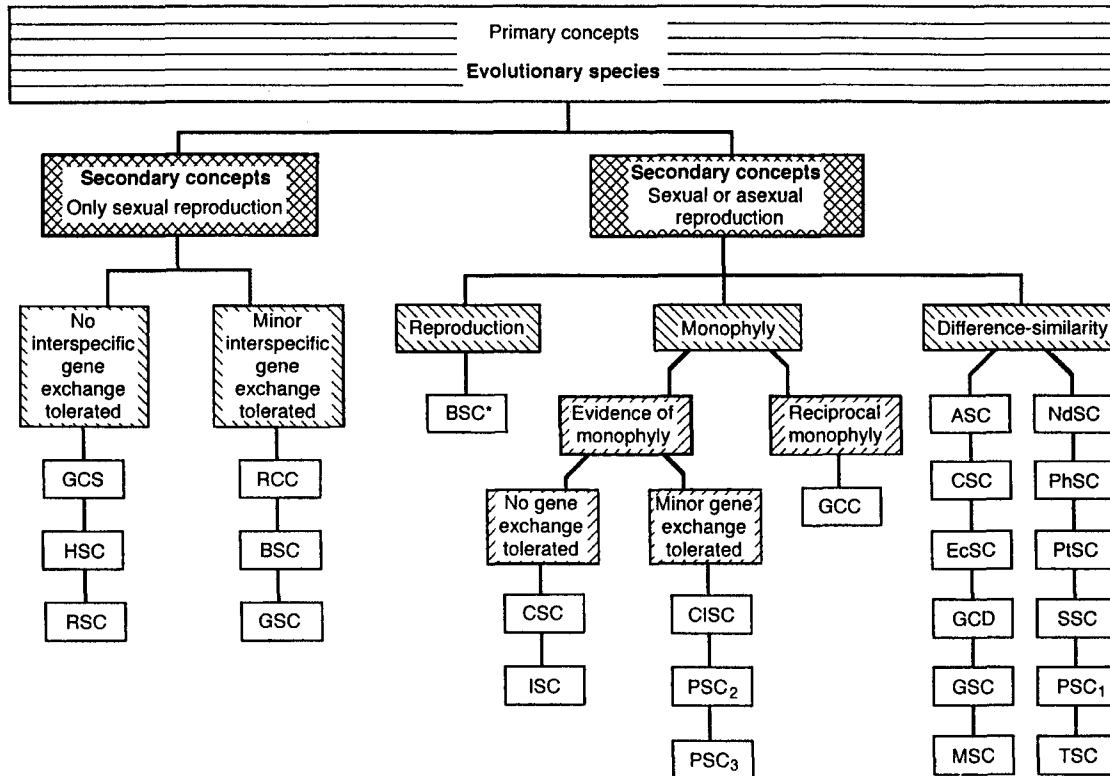 Primary concepts
Evolutionary species
Secondary concepts
Only sexual reproduction
Secondary concepts
Sexual or asexual
reproduction
No
interspecific
gene
exchange
tolerated
Minor
interspecific
gene
exchange
tolerated
Reproduction
Monophyly
Difference-similarity
BSC*
Evidence of
monophyly
Reciprocal
monophyly
ASC
NdSC
GCS
RCC
CSC
PhSC
No gene
exchange
tolerated
Minor gene
exchange
tolerated
GCC
HSC
BSC
EcSC
PtSC
RSC
GSC
CSC
CISC
GCD
SSC
ISC
PSC2
GSC
PSC1
PSC3
MSC
TSC